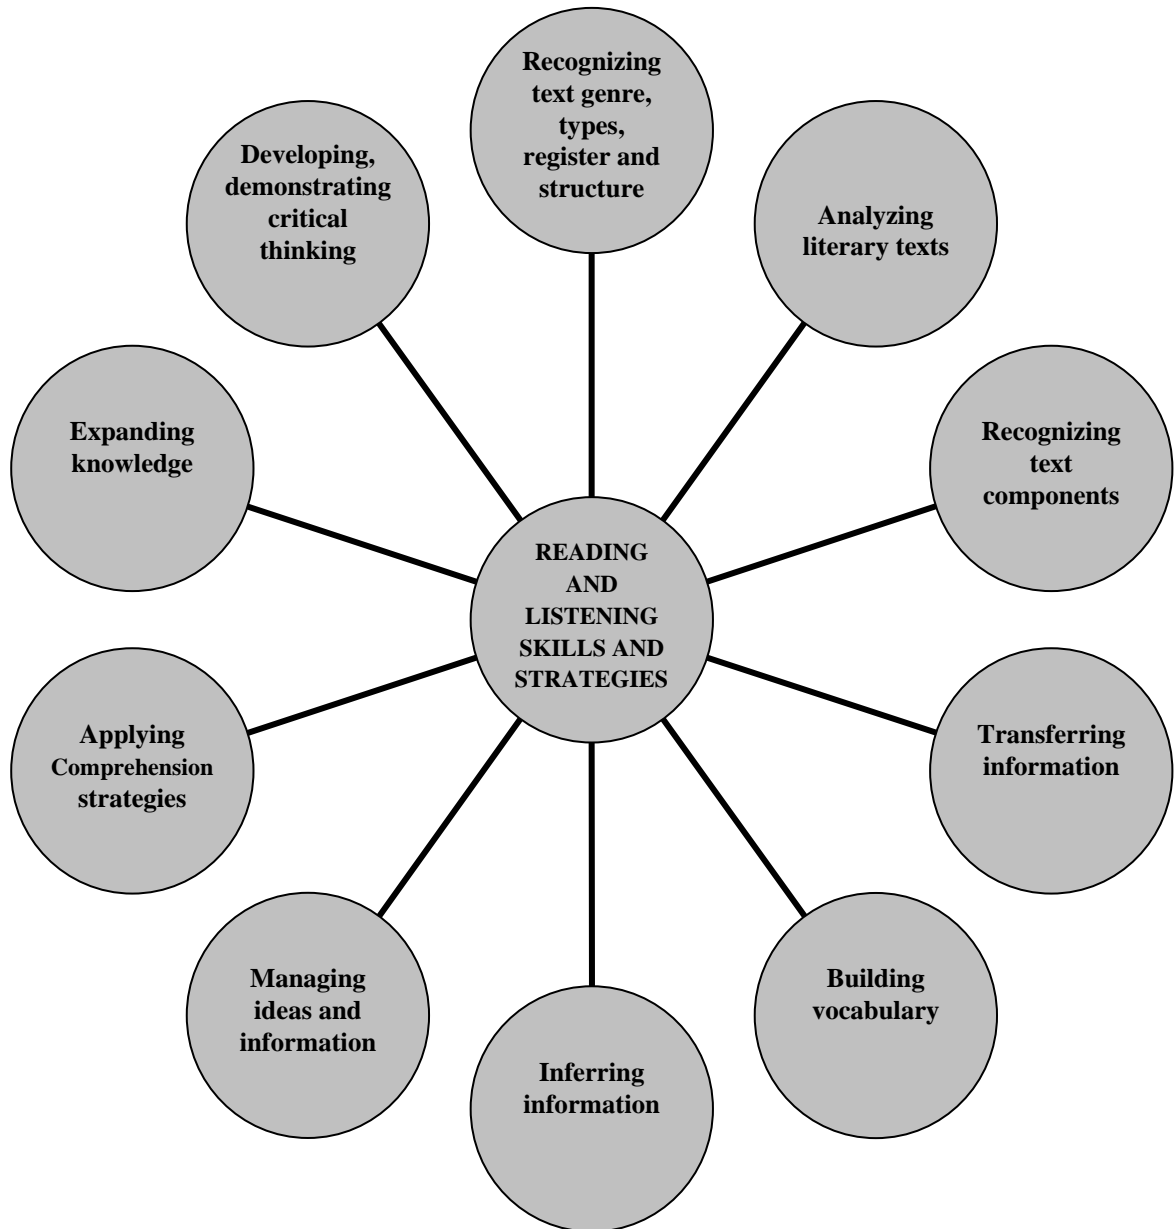 Recognizing
text genre,
types,
register and
structure
Developing,
demonstrating
critical
thinking
Analyzing
literary texts
Expanding
knowledge
Recognizing
text
components
READING
AND
LISTENING
SKILLS AND
STRATEGIES
Applying
Comprehension
strategies
Transferring
information
Managing
ideas and
information
Building
vocabulary
Inferring
information